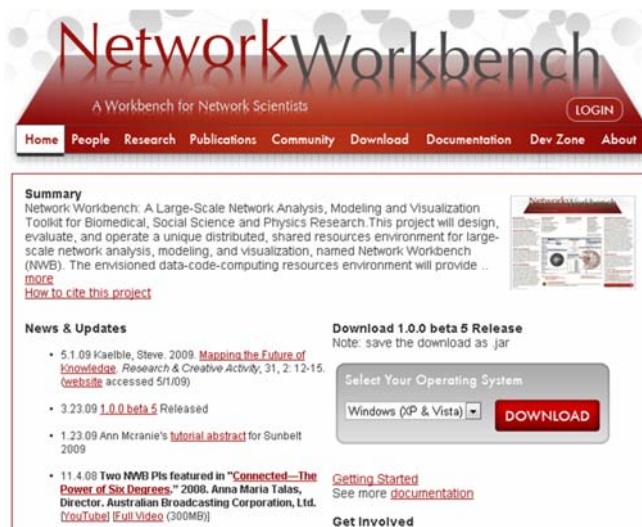 NetworkWorkbench
A Workbench for Network Scientists
LOGIN
Home People Research Publications Community Download Documentation Dev Zone About
Summary
Network Workbench: A Large-Scale Network Analysis, Modeling and Visualization
Toolkit for Biomedical, Social Science and Physics Research.This project will design,
evaluate, and operate a unique distributed, shared resources environment for large-
scale network analysis, modeling, and visualization, named Network Workbench
(NWB). The envisioned data-code-computing resources environment will provide ..
more
How to cite this project
News & Updates
• 5.1.09 Kaelble, Steve. 2009. Mapping the Future of
Knowledge. Research & Creative Activity, 31, 2: 12-15.
(website accessed 5/1/09)
• 3.23.09 1.0.0 beta 5 Released
• 1.23.09 Ann Mcranie's tutorial abstract for Sunbelt
2009
• 11.4.08 Two NWB PIs featured in "Connected—The
Power of Six Degrees." 2008. Anna Maria Talas,
Director. Australian Broadcasting Corporation, Ltd.
[YouTube] [Full Video (300MB)]
Download 1.0.0 beta 5 Release
Note: save the download as .jar
Select Your Operating System
Windows (XP & Vista)
DOWNLOAD
Getting Started
See more documentation
Get Involved